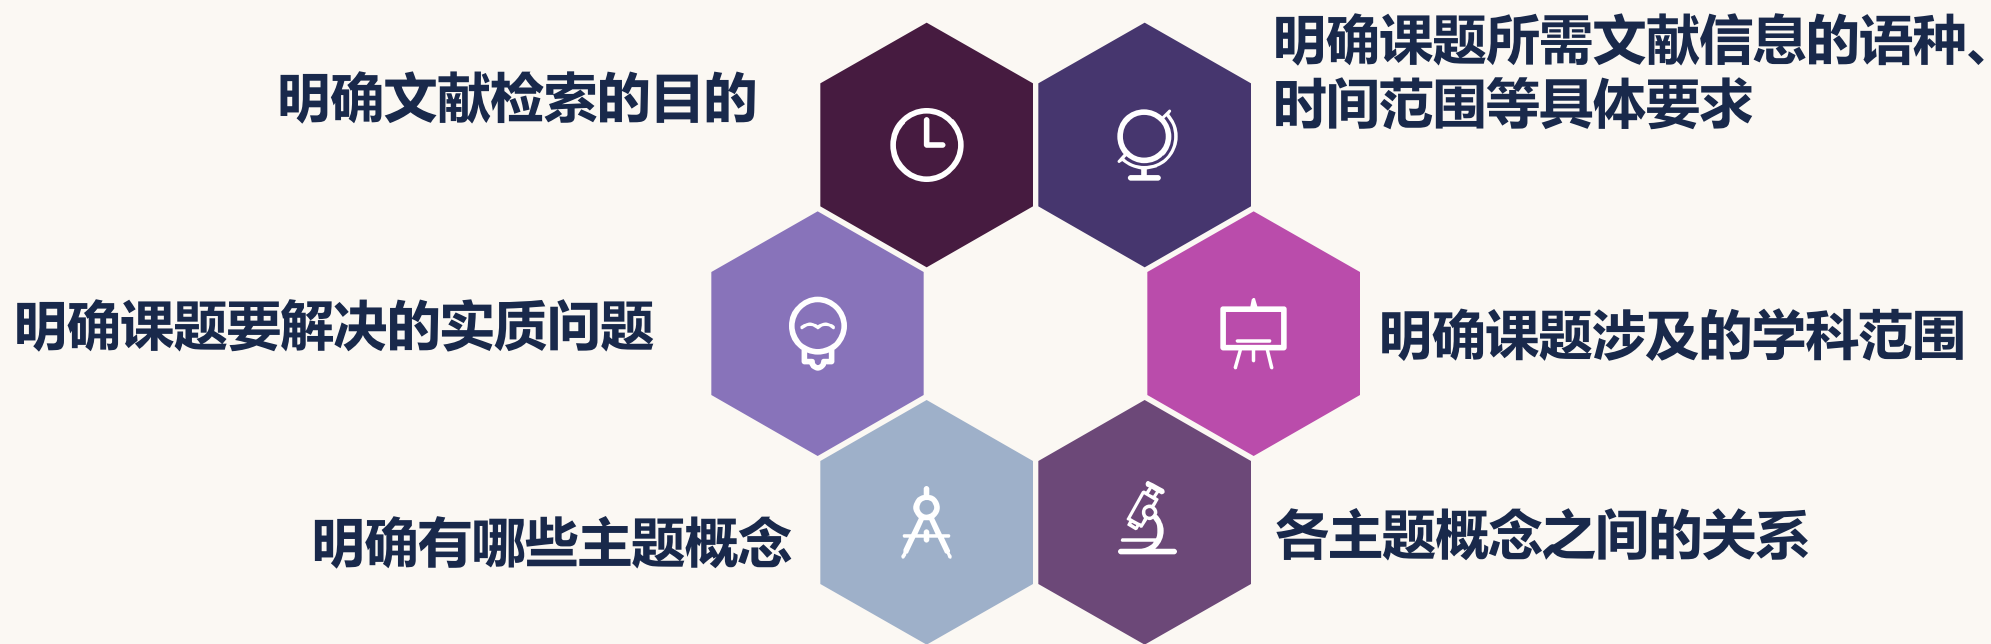 明确文献检索的目的
明确课题所需文献信息的语种、
时间范围等具体要求
明确课题要解决的实质问题
明确课题涉及的学科范围
明确有哪些主题概念
各主题概念之间的关系